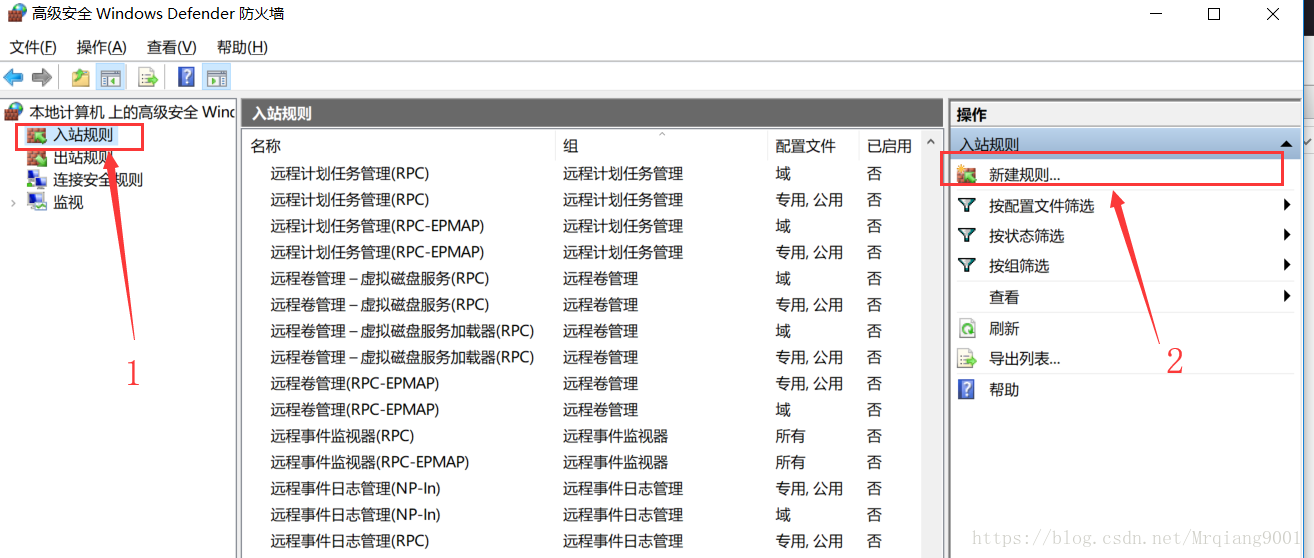 高级安全 Windows Defender 防火墙
文件(F) 操作(A) 查看(V) 帮助(H)
本地计算机 上的高级安全 Wind
入站规则
出站规则
连接安全规则
监视
1
入站规则
名称 组 配置文件 已启用
远程计划任务管理(RPC) 远程计划任务管理 域 否
远程计划任务管理(RPC) 远程计划任务管理 专用, 公用 否
远程计划任务管理(RPC-EPMAP) 远程计划任务管理 域 否
远程计划任务管理(RPC-EPMAP) 远程计划任务管理 专用, 公用 否
远程卷管理 – 虚拟磁盘服务(RPC) 远程卷管理 域 否
远程卷管理 – 虚拟磁盘服务(RPC) 远程卷管理 专用, 公用 否
远程卷管理 – 虚拟磁盘服务加载器(RPC) 远程卷管理 域 否
远程卷管理 – 虚拟磁盘服务加载器(RPC) 远程卷管理 专用, 公用 否
远程卷管理(RPC-EPMAP) 远程卷管理 专用, 公用 否
远程卷管理(RPC-EPMAP) 远程卷管理 域 否
远程事件监视器(RPC) 远程事件监视器 所有 否
远程事件监视器(RPC-EPMAP) 远程事件监视器 所有 否
远程事件日志管理(NP-In) 远程事件日志管理 专用, 公用 否
远程事件日志管理(NP-In) 远程事件日志管理 域 否
远程事件日志管理(RPC) 远程事件日志管理 专用, 公用 否
操作
入站规则
新建规则...
按配置文件筛选
按状态筛选
按组筛选
查看
刷新
导出列表...
帮助
2
https://blog.csdn.net/Mrqiang9001